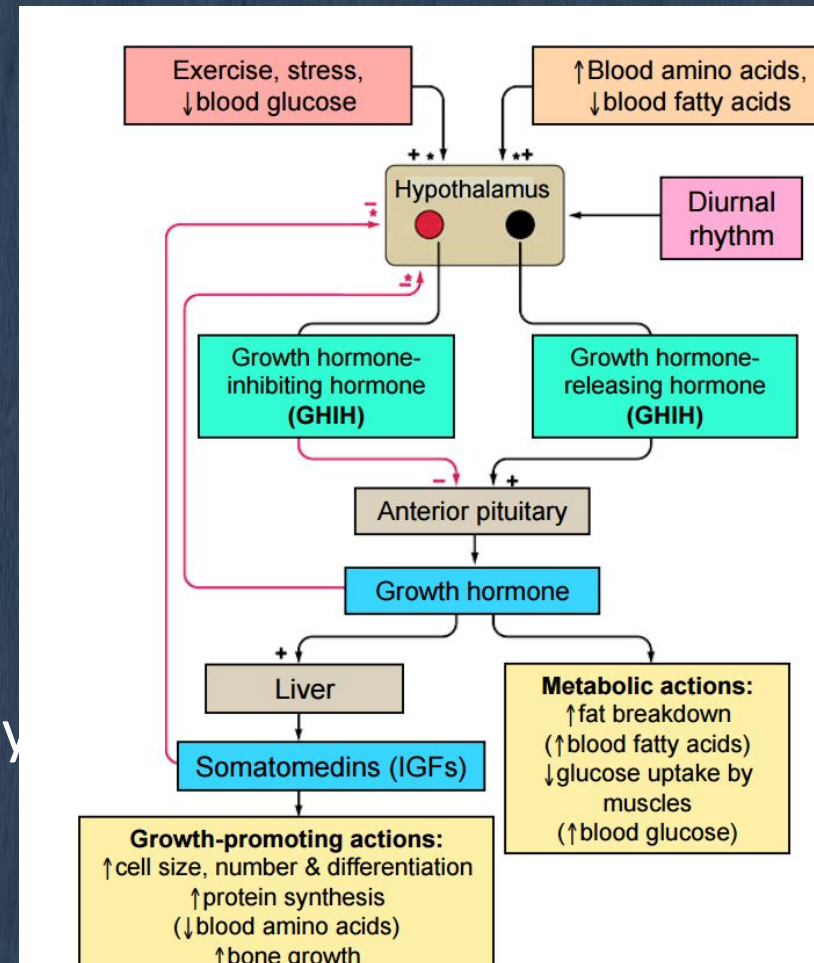 Exercise, stress,
↓blood glucose
↑Blood amino acids,
↓blood fatty acids
+ *
*+
Hypothalamus
Diurnal
rhythm
–
*
–*
Growth hormone-
inhibiting hormone
(GHIH)
Growth hormone-
releasing hormone
(GHIH)
–
+
Anterior pituitary
Growth hormone
+
Liver
Somatomedins (IGFs)
Metabolic actions:
↑fat breakdown
(↑blood fatty acids)
↓glucose uptake by
muscles
(↑blood glucose)
y
Growth-promoting actions:
↑cell size, number & differentiation
↑protein synthesis
(↓blood amino acids)
↑bone growth